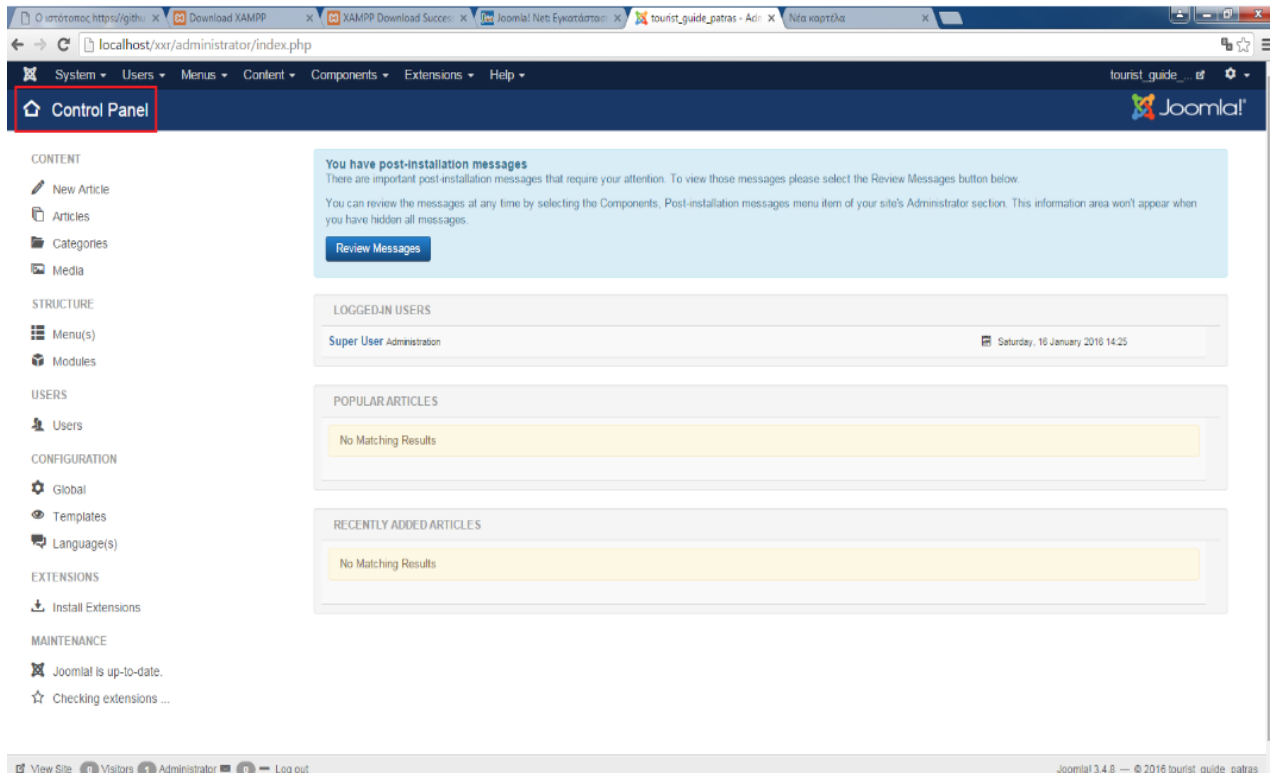 Ο ιστότοπος https://githu
Download XAMPP
XAMPP Download Succes
Joomla! Net: Εγκατάστασ
tourist_guide_patras - Adm
Νέα καρτέλα
localhost/xxr/administrator/index.php
System Users Menus Content Components Extensions Help
tourist_guide_...
Control Panel
Joomla!
CONTENT
New Article
Articles
Categories
Media
STRUCTURE
Menu(s)
Modules
USERS
Users
CONFIGURATION
Global
Templates
Language(s)
EXTENSIONS
Install Extensions
MAINTENANCE
Joomla! is up-to-date.
Checking extensions ...
You have post-installation messages
There are important post-installation messages that require your attention. To view those messages please select the Review Messages button below.
You can review the messages at any time by selecting the Components, Post-installation messages menu item of your site's Administrator section. This information area won't appear when
you have hidden all messages.
Review Messages
LOGGED-IN USERS
Super User Administration
Saturday, 16 January 2016 14:25
POPULAR ARTICLES
No Matching Results
RECENTLY ADDED ARTICLES
No Matching Results
View Site 0 Visitors 1 Administrator 0 Log out
Joomla! 3.4.8 — © 2016 tourist_guide_patras